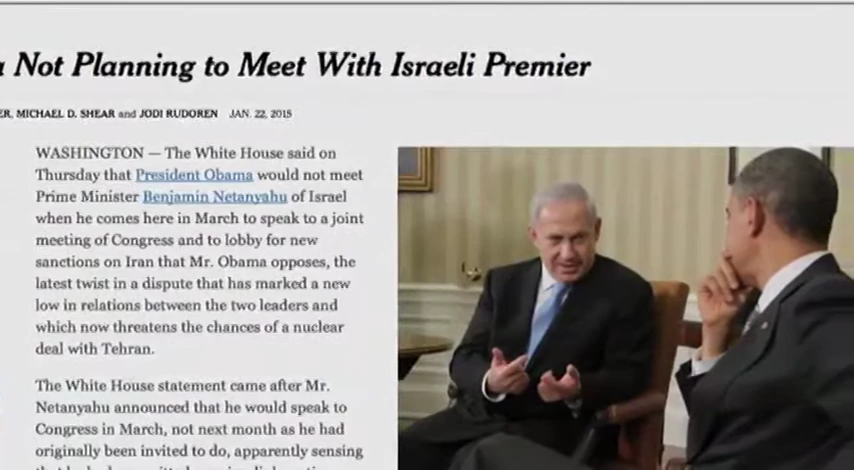 Not Planning to Meet With Israeli Premier
MICHAEL D. SHEAR and JODI RUDOREN JAN. 22, 2015
WASHINGTON — The White House said on
Thursday that President Obama would not meet
Prime Minister Benjamin Netanyahu of Israel
when he comes here in March to speak to a joint
meeting of Congress and to lobby for new
sanctions on Iran that Mr. Obama opposes, the
latest twist in a dispute that has marked a new
low in relations between the two leaders and
which now threatens the chances of a nuclear
deal with Tehran.
The White House statement came after Mr.
Netanyahu announced that he would speak to
Congress in March, not next month as he had
originally been invited to do, apparently sensing